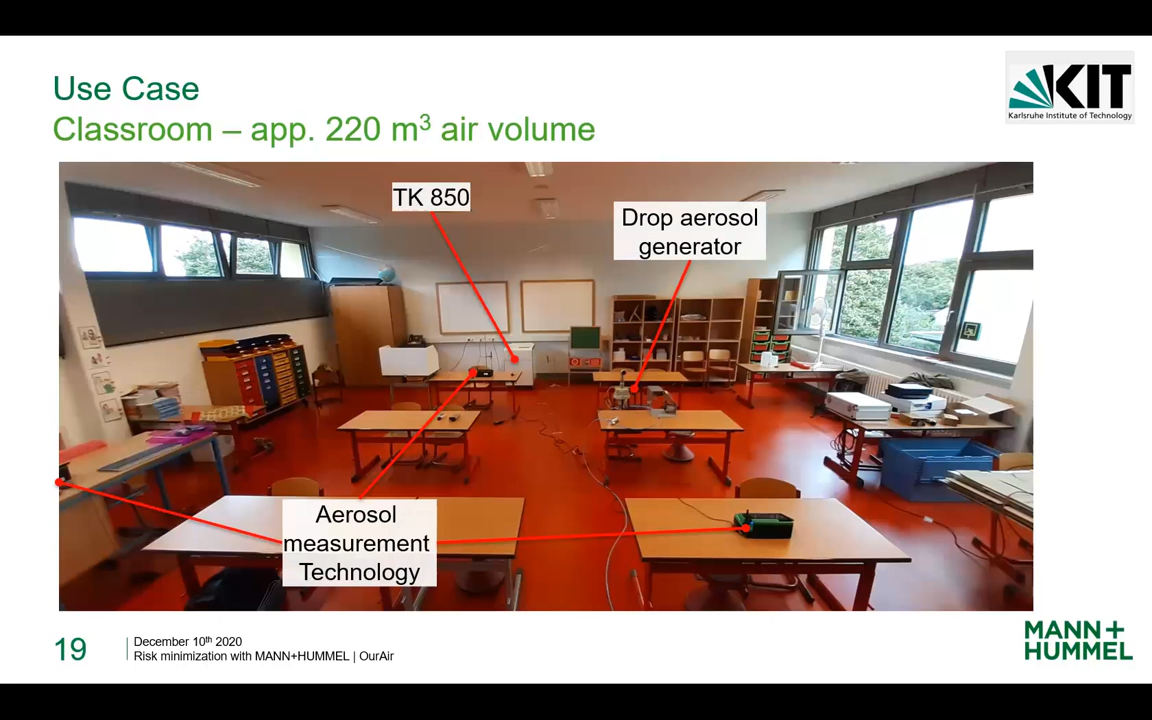 Use Case
Classroom – app. 220 m³ air volume
KIT
Karlsruhe Institute of Technology
TK 850
Drop aerosol
generator
Aerosol
measurement
Technology
19
December 10th 2020
Risk minimization with MANN+HUMMEL | OurAir
MANN+
HUMMEL